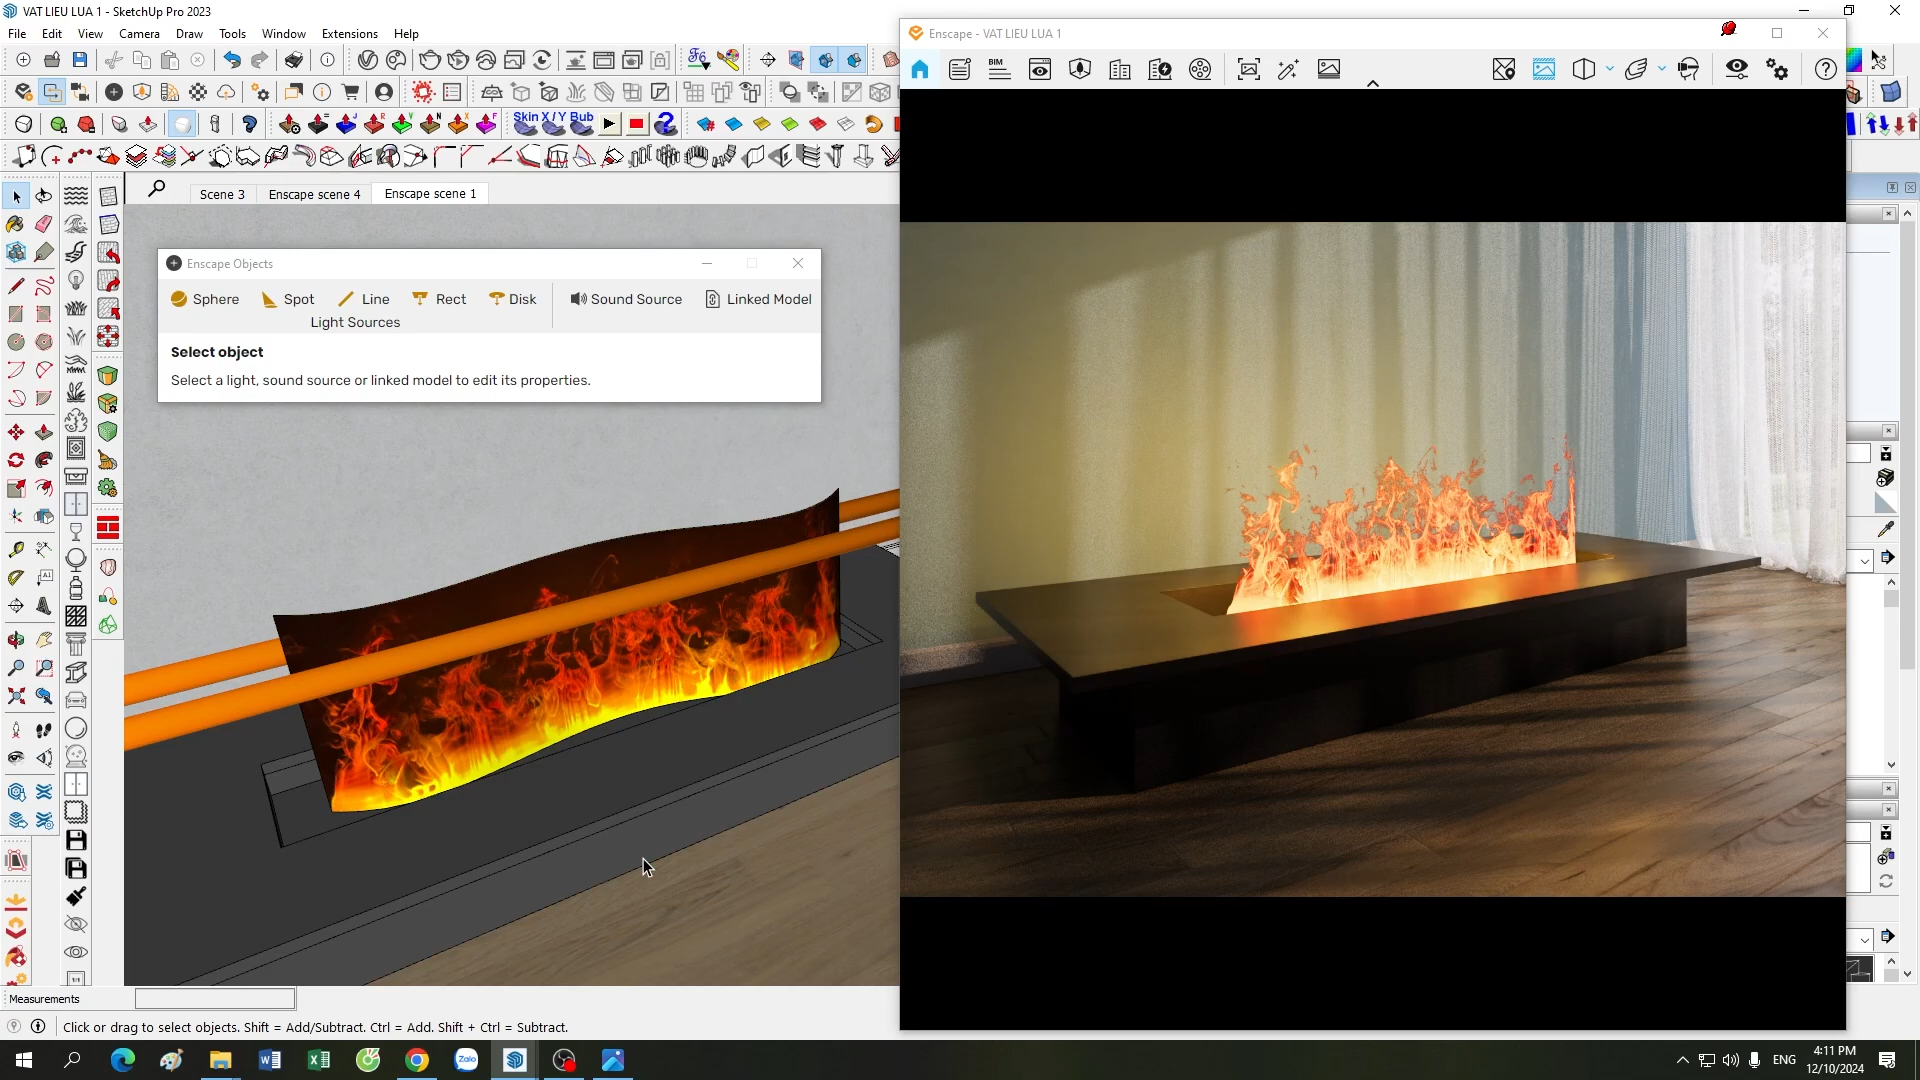 VAT LIEU LUA 1 - SketchUp Pro 2023
File Edit View Camera Draw Tools Window Extensions Help
Enscape - VAT LIEU LUA 1
BIM
Skin X / Y Bub
Scene 3
Enscape scene 4
Enscape scene 1
Enscape Objects
Sphere Spot Line Rect Disk
Sound Source Linked Model
Light Sources
Select object
Select a light, sound source or linked model to edit its properties.
Measurements
Click or drag to select objects. Shift = Add/Subtract. Ctrl = Add. Shift + Ctrl = Subtract.
Zalo
ENG
4:11 PM
12/10/2024